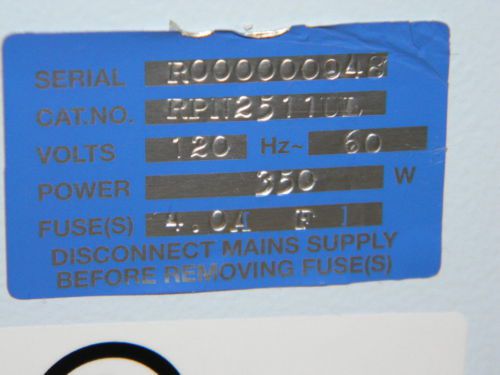 SERIAL R000000048
CAT.NO. RPN2511UL
VOLTS 120 Hz~ 60
POWER 350 W
FUSE(S) 4.0A F 1
DISCONNECT MAINS SUPPLY
BEFORE REMOVING FUSE(S)